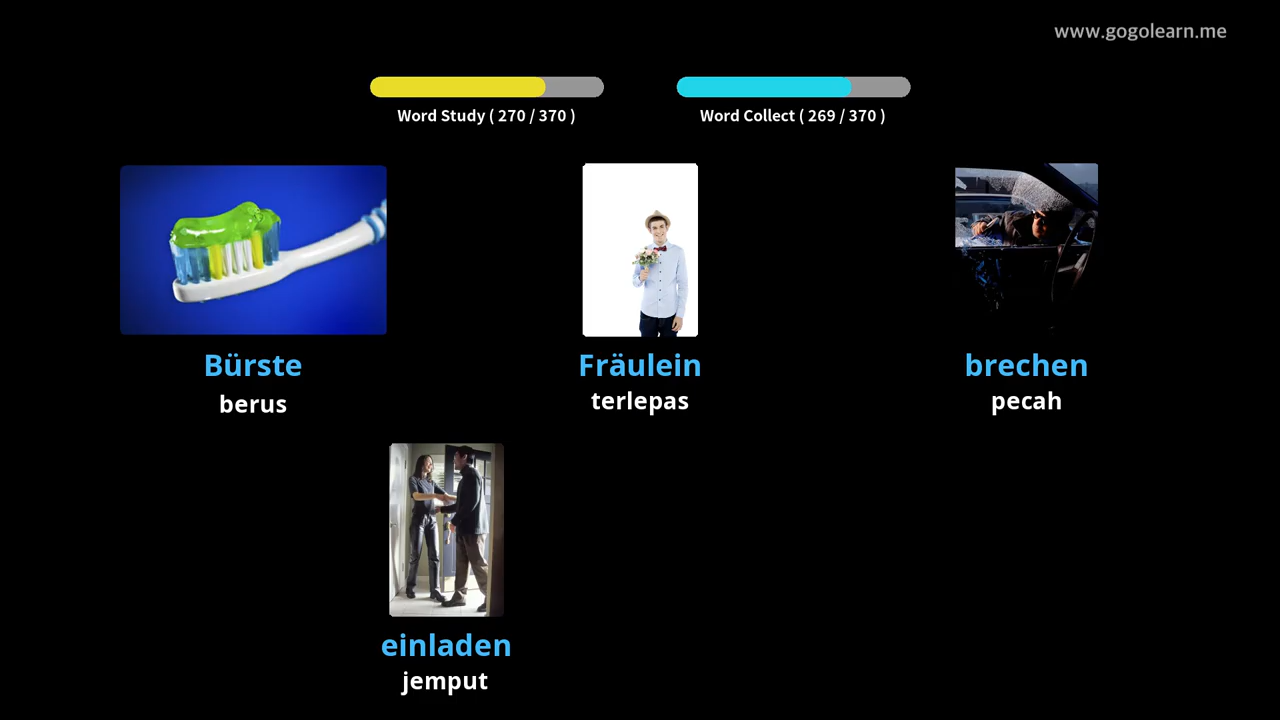 www.gogolearn.me
Word Study ( 270 / 370 )
Word Collect ( 269 / 370 )
Bürste
berus
Fräulein
terlepas
brechen
pecah
einladen
jemput